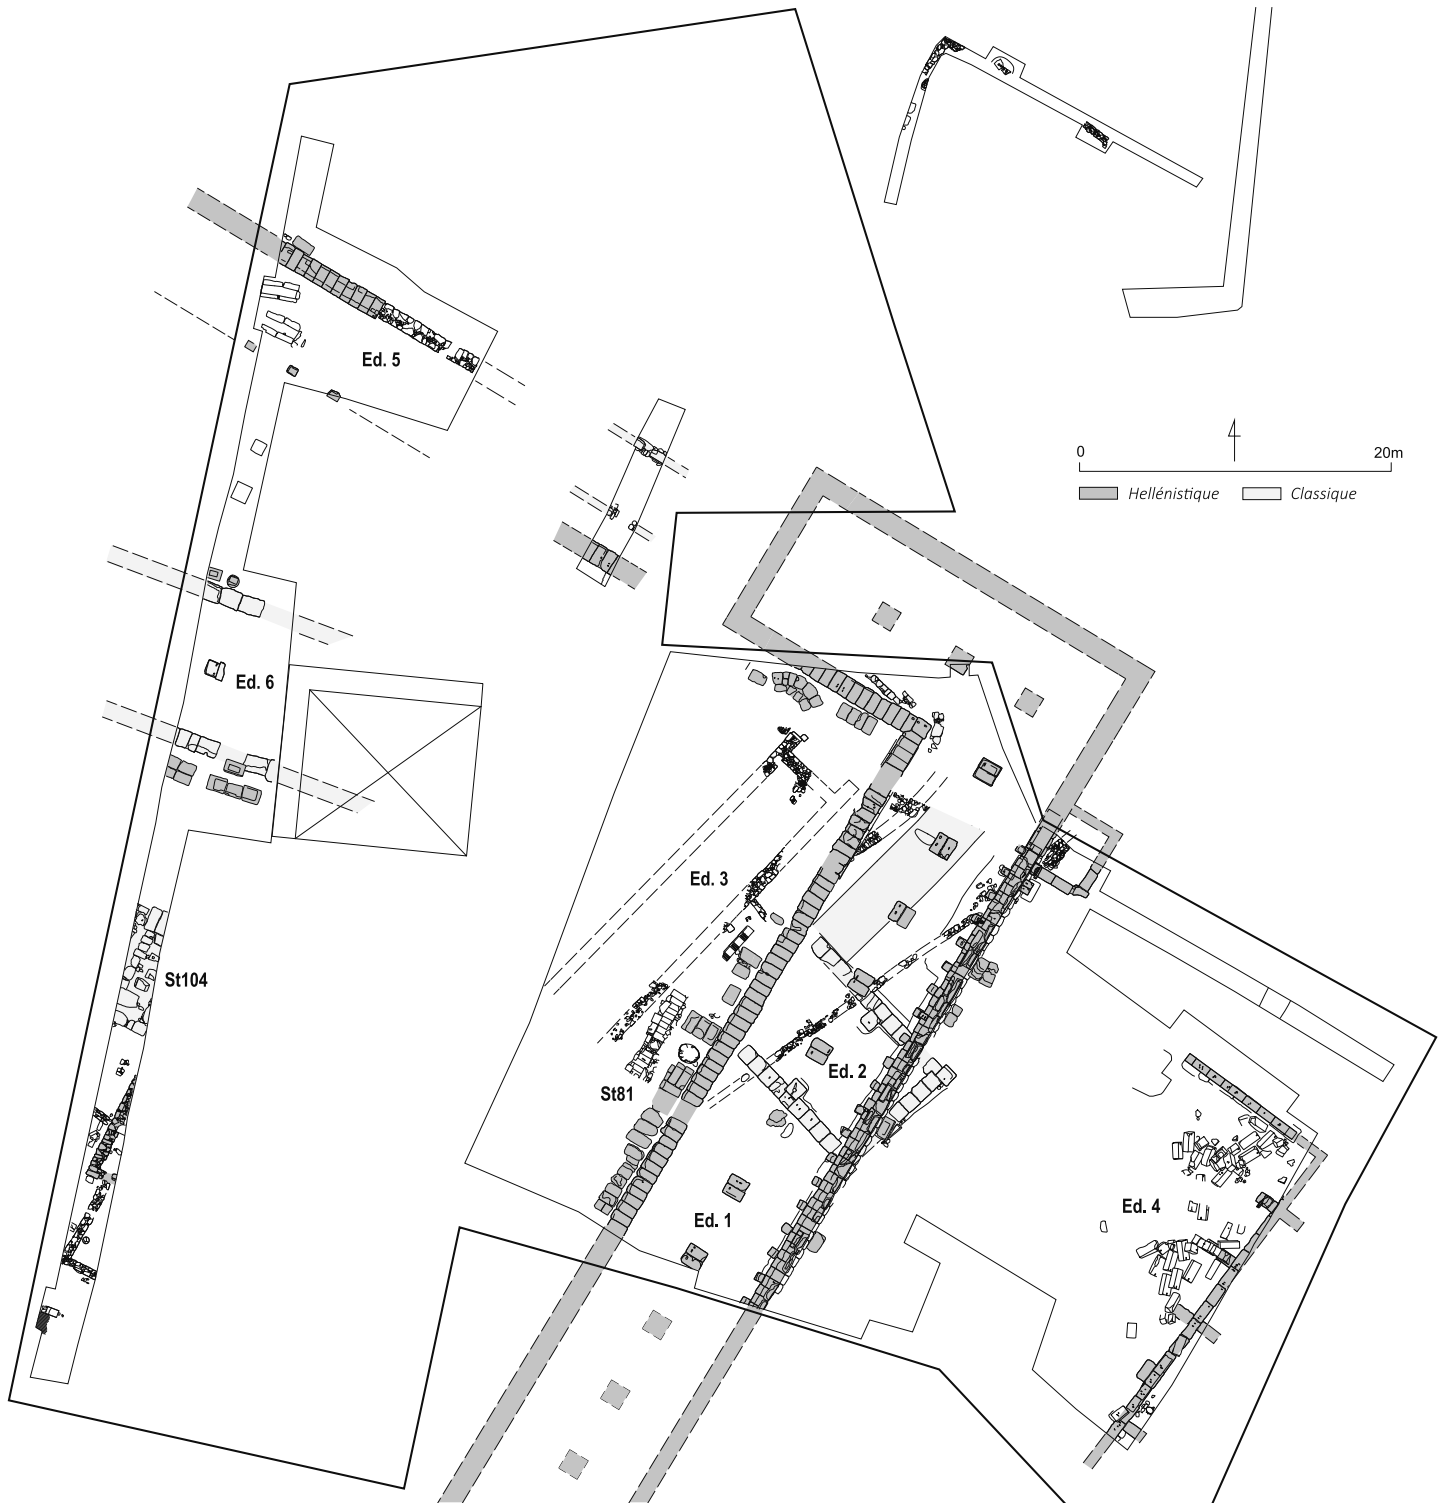 Ed. 5
0
20m
Hellénistique
Classique
Ed. 6
Ed. 3
St104
Ed. 2
St81
Ed. 4
Ed. 1